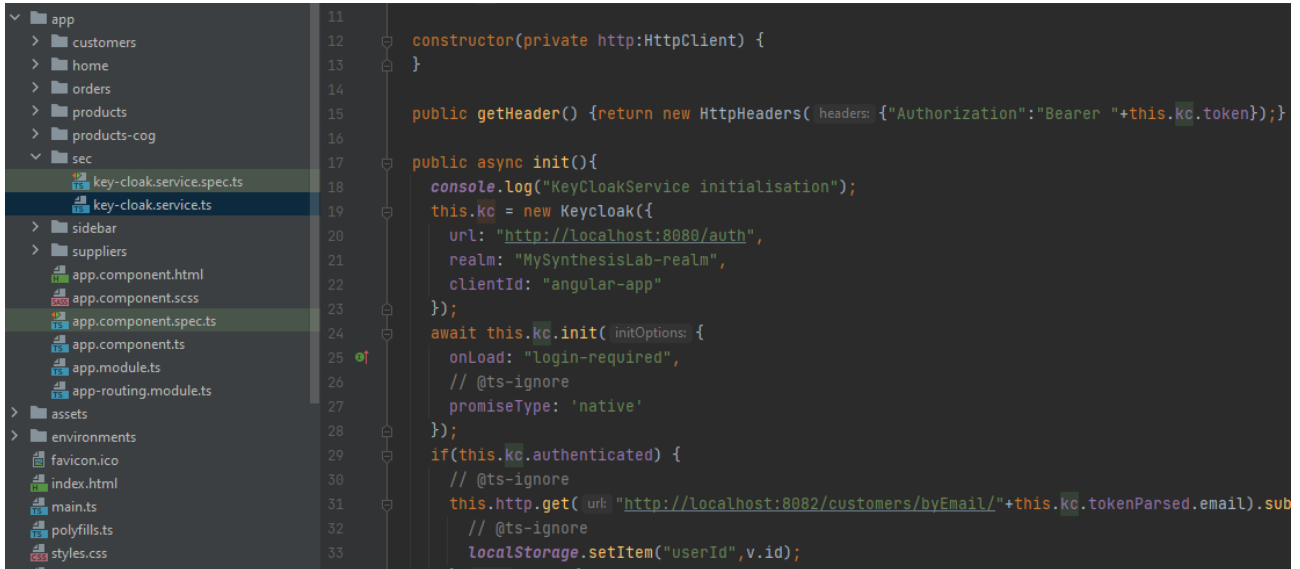 app
customers
home
orders
products
products-cog
sec
key-cloak.service.spec.ts
key-cloak.service.ts
sidebar
suppliers
app.component.html
app.component.scss
app.component.spec.ts
app.component.ts
app.module.ts
app-routing.module.ts
assets
environments
favicon.ico
index.html
main.ts
polyfills.ts
styles.css
11
12 constructor(private http:HttpClient) {
13 }
14
15 public getHeader() {return new HttpHeaders( headers: {"Authorization":"Bearer "+this.kc.token});}
16
17 public async init(){
18 console.log("KeyCloakService initialisation");
19 this.kc = new Keycloak({
20 url: "http://localhost:8080/auth",
21 realm: "MySynthesisLab-realm",
22 clientId: "angular-app"
23 });
24 await this.kc.init( initOptions: {
25 onLoad: "login-required",
26 // @ts-ignore
27 promiseType: 'native'
28 });
29 if(this.kc.authenticated) {
30 // @ts-ignore
31 this.http.get( url: "http://localhost:8082/customers/byEmail/"+this.kc.tokenParsed.email).sub
32 // @ts-ignore
33 localStorage.setItem("userId",v.id);